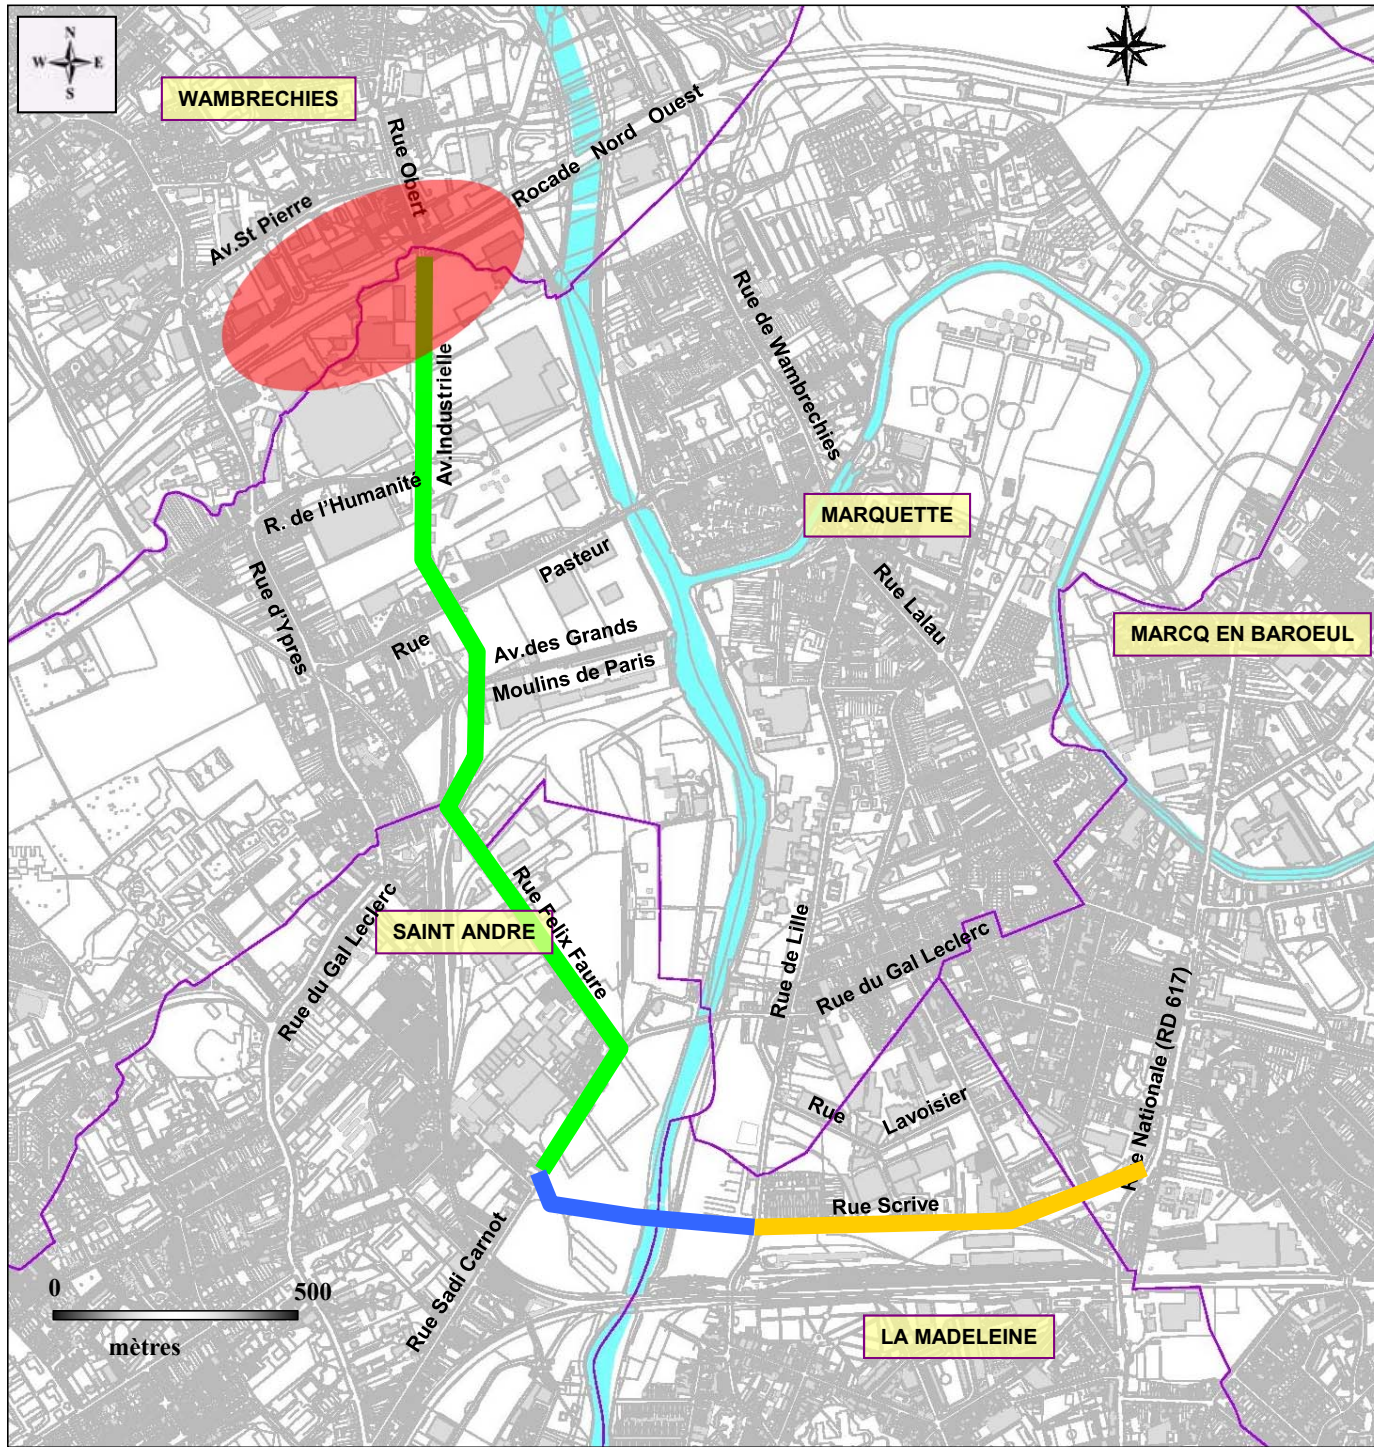 N
W E
S
WAMBRECHIES
Rue Obert
Rocade Nord Ouest
Av.St Pierre
Rue de Wambrechies
Av.Industrielle
R. de l'Humanité
MARQUETTE
Pasteur
Rue
Rue d'Ypres
Rue Lalau
Av.des Grands
Moulins de Paris
MARCQ EN BAROEUL
Rue Felix Faure
SAINT ANDRE
Rue du Gal Leclerc
Rue de Lille
Rue du Gal Leclerc
Rue Nationale (RD 617)
Rue
Lavoisier
Rue Scrive
Rue Sadi Carnot
0 500
mètres
LA MADELEINE